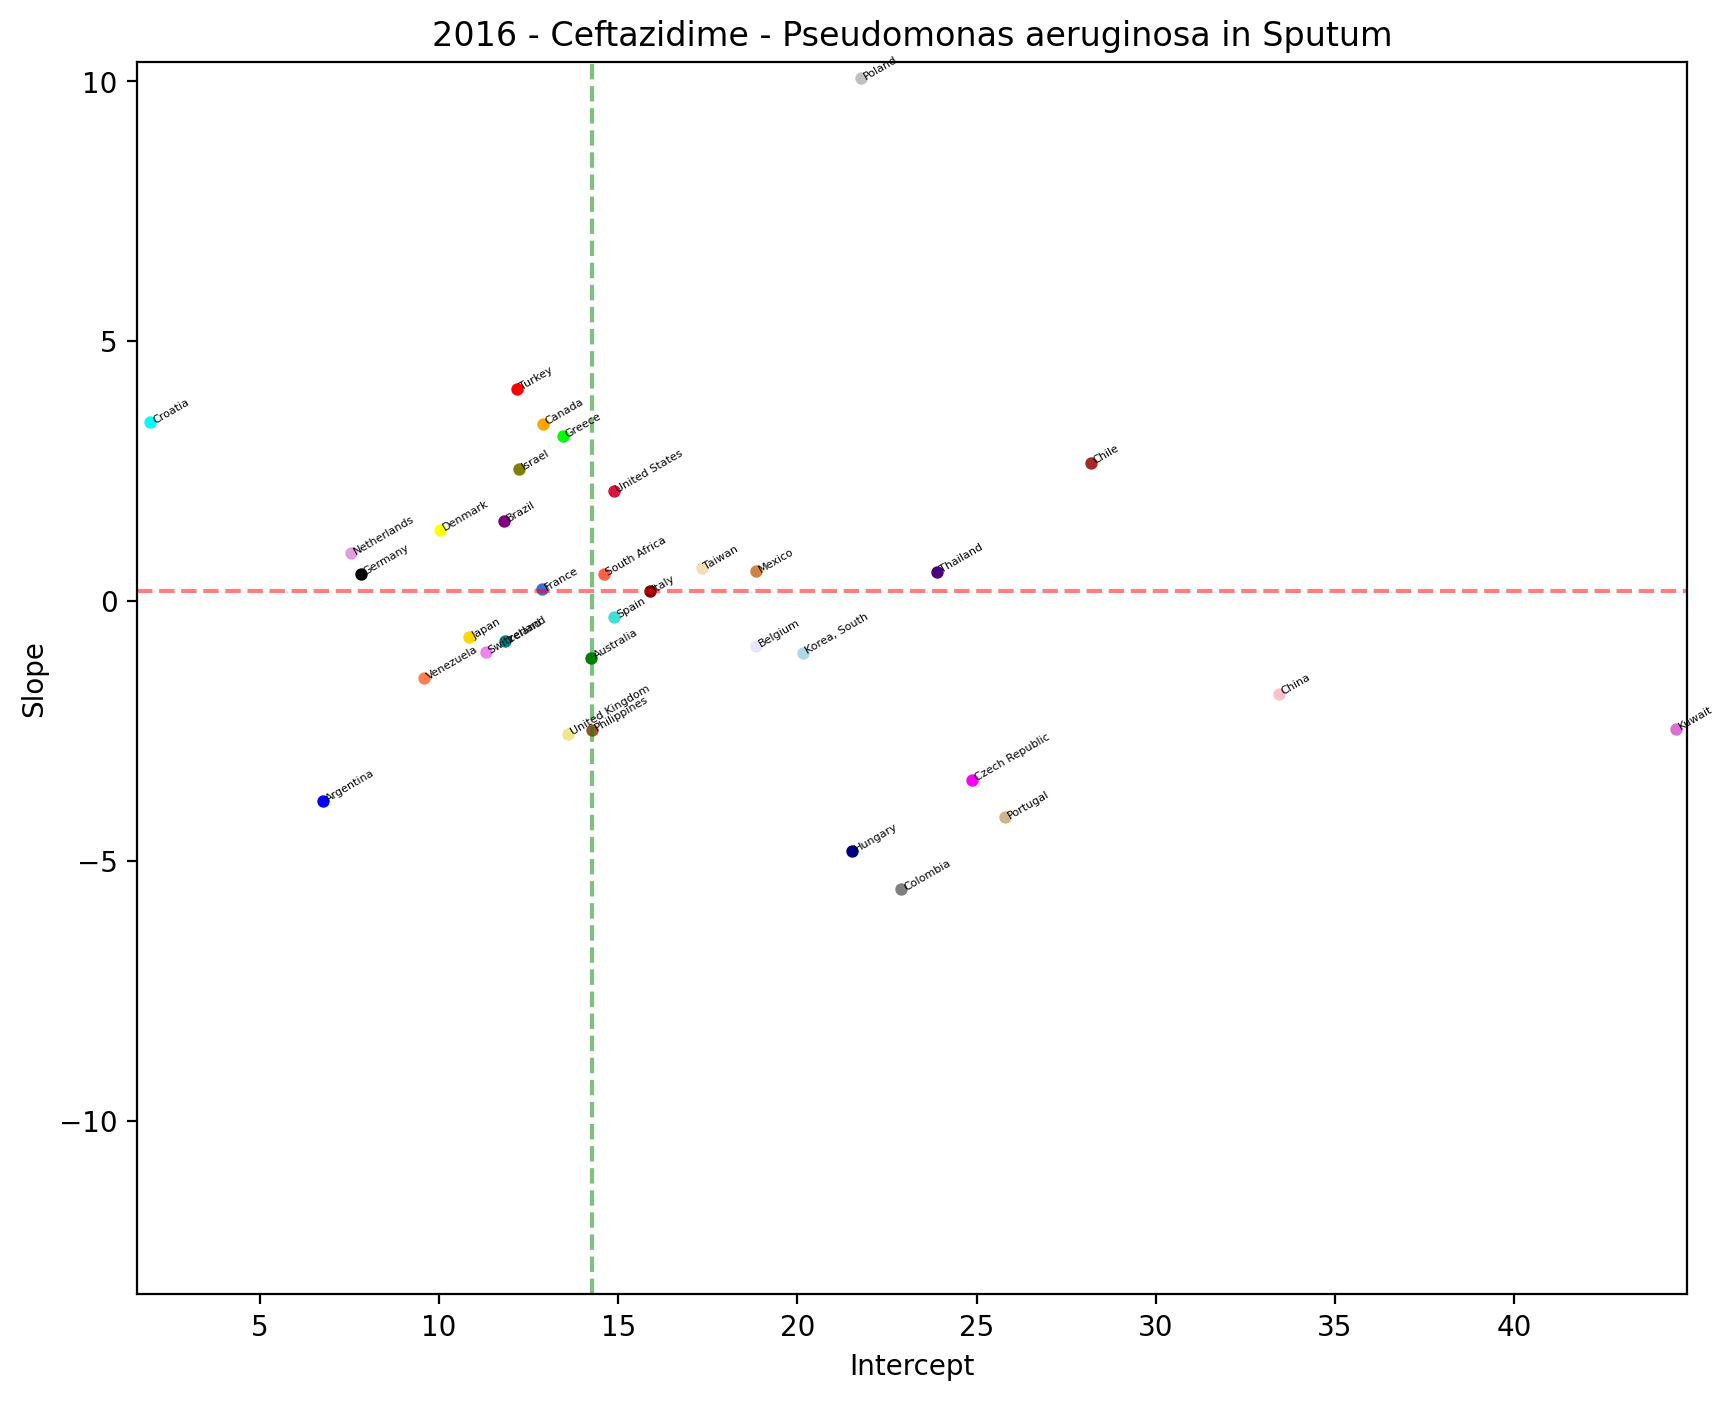 2016 - Ceftazidime - Pseudomonas aeruginosa in Sputum
10
Poland
5
Turkey
Croatia
Canada
Greece
Israel
United States
Chile
Denmark
Brazil
Netherlands
Germany
France
South Africa
Taiwan
Mexico
Thailand
Italy
0
Spain
Japan
Ireland
Switzerland
Venezuela
Australia
Belgium
Korea, South
China
Kuwait
United Kingdom
Philippines
Argentina
Czech Republic
Portugal
Hungary
Colombia
−5
−10
Slope
5 10 15 20 25 30 35 40
Intercept